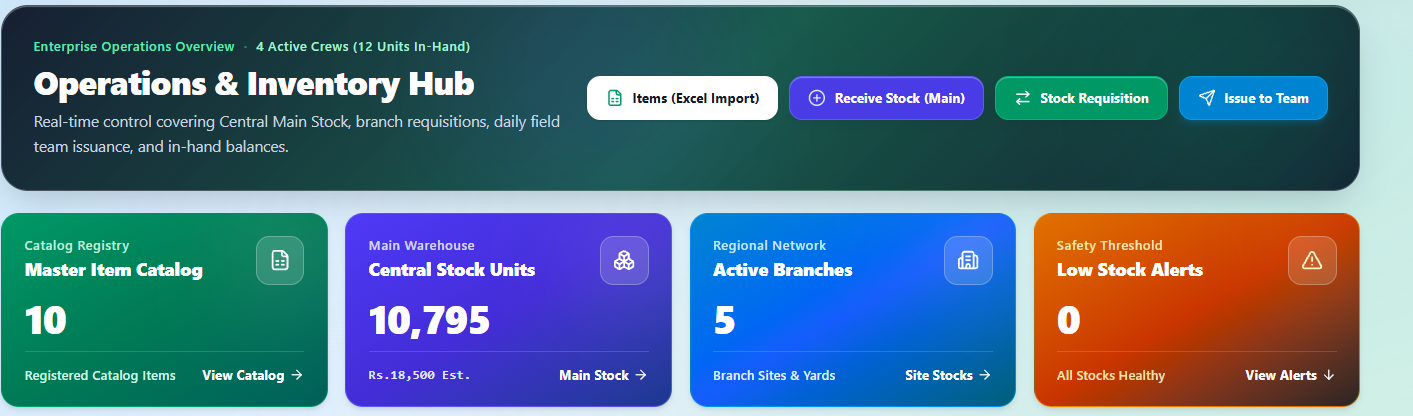 Enterprise Operations Overview · 4 Active Crews (12 Units In-Hand)
Operations & Inventory Hub
Real-time control covering Central Main Stock, branch requisitions, daily field
team issuance, and in-hand balances.
Items (Excel Import)
Receive Stock (Main)
Stock Requisition
Issue to Team
Catalog Registry
Master Item Catalog
10
Registered Catalog Items
View Catalog →
Main Warehouse
Central Stock Units
10,795
Rs.18,500 Est.
Main Stock →
Regional Network
Active Branches
5
Branch Sites & Yards
Site Stocks →
Safety Threshold
Low Stock Alerts
0
All Stocks Healthy
View Alerts ↓